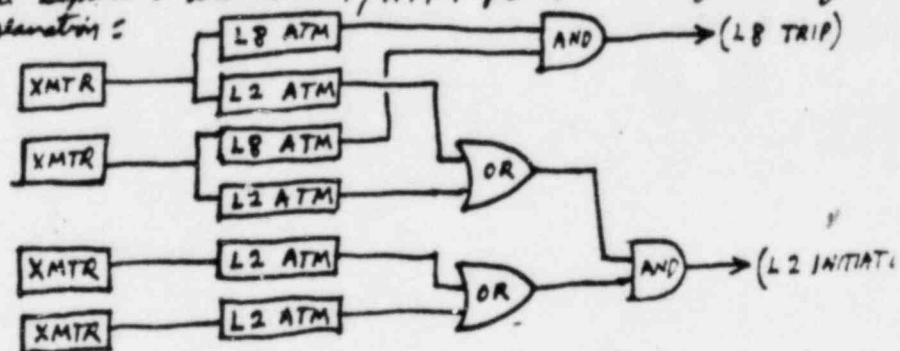 L8 ATM
AND
(L8 TRIP)
XMTR
L2 ATM
XMTR
L8 ATM
OR
L2 ATM
XMTR
L2 ATM
AND
(L2 INITIAT
OR
XMTR
L2 ATM